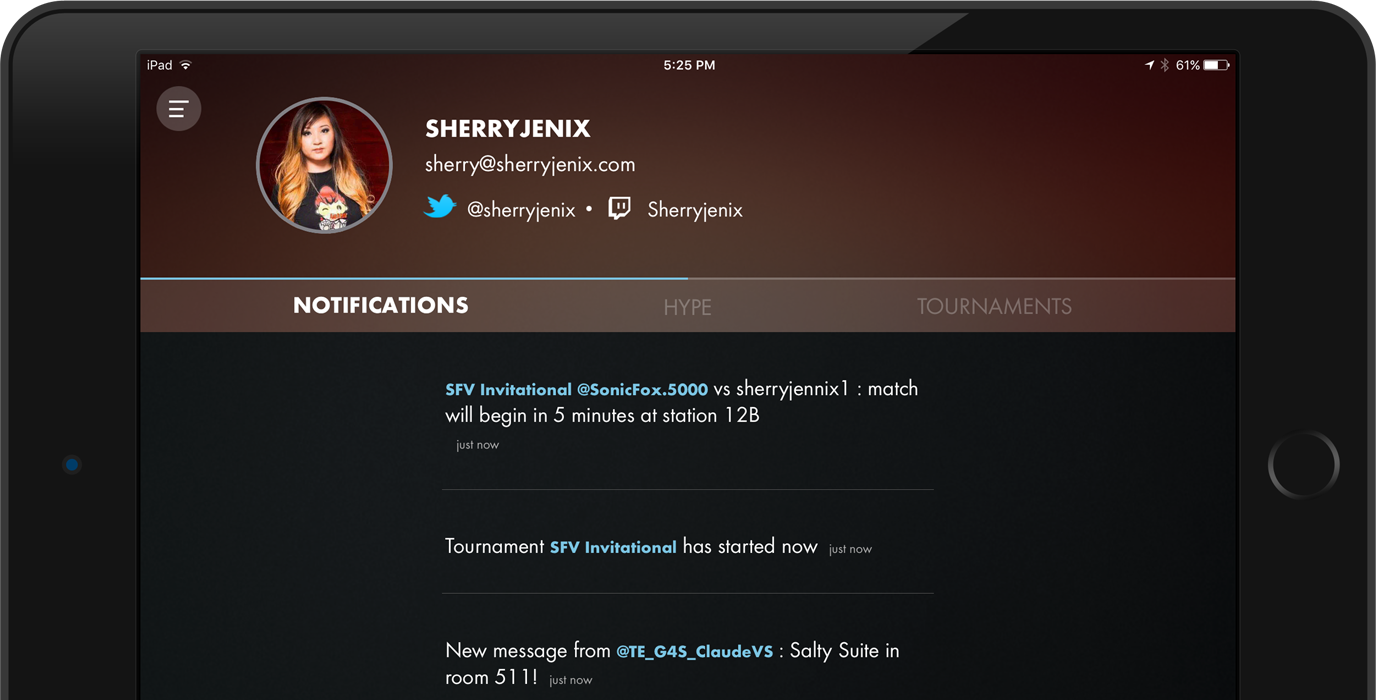 iPad 5:25 PM 61%
SHERRYJENIX
sherry@sherryjenix.com
@sherryjenix • Sherryjenix
NOTIFICATIONS HYPE TOURNAMENTS
SFV Invitational @SonicFox.5000 vs sherryjennix1 : match
will begin in 5 minutes at station 12B
just now
Tournament SFV Invitational has started now just now
New message from @TE_G4S_ClaudeVS : Salty Suite in
room 511! just now